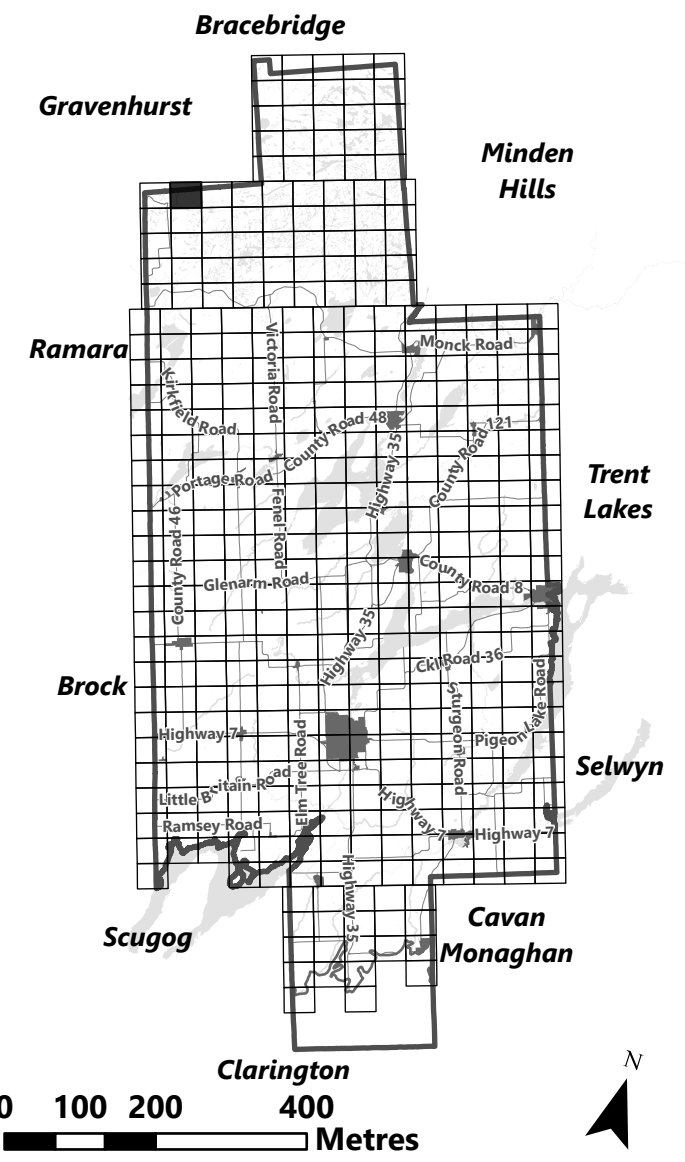 Bracebridge
Gravenhurst
Minden
Hills
Ramara
Monck Road
Victoria Road
Kirkfield Road
County Road 48
County Road 121
Highway 35
Portage Road
Trent
Lakes
Fenel Road
County Road 46
County Road 8
Glenarm Road
Highway 35
Ckl Road 36
Brock
Sturgeon Road
Pigeon Lake Road
Highway 7
Elm Tree Road
Selwyn
Little Britain Road
Highway 7
Ramsey Road
Highway 7
Highway 35
Scugog
Cavan
Monaghan
Clarington
N
0 100 200 400
Metres